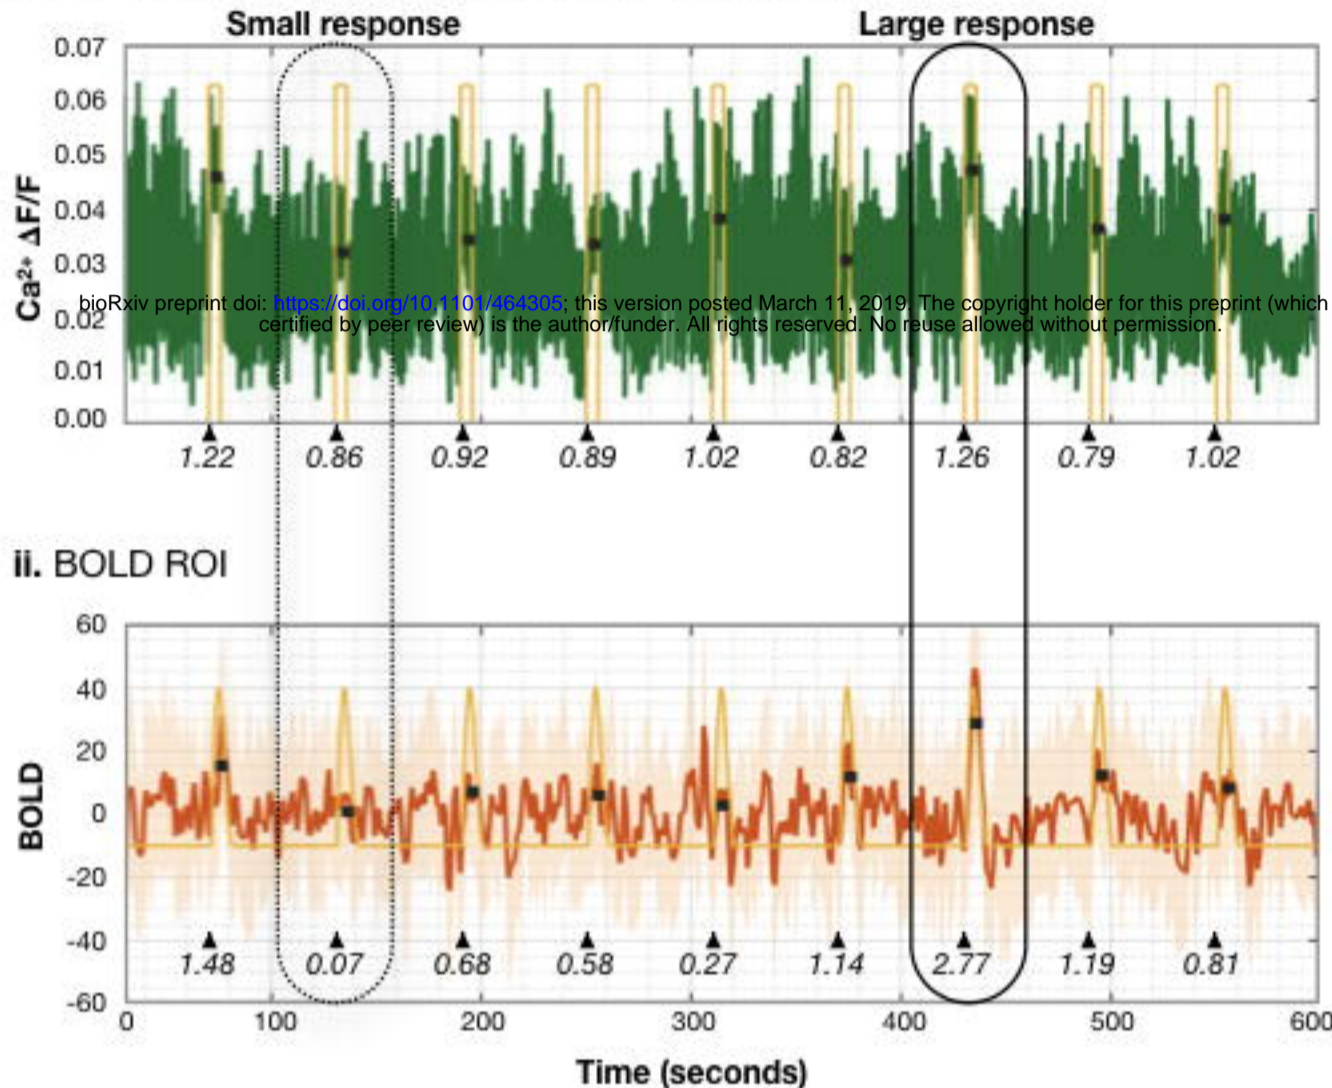 Small response Large response
0.07
0.06
0.05
0.04
0.03
0.02
0.01
0.00
Ca²⁺ ΔF/F
bioRxiv preprint doi: https://doi.org/10.1101/464305; this version posted March 11, 2019. The copyright holder for this preprint (which
certified by peer review) is the author/funder. All rights reserved. No reuse allowed without permission.
1.22 0.86 0.92 0.89 1.02 0.82 1.26 0.79 1.02
ii. BOLD ROI
60
40
20
0
-20
-40
-60
BOLD
1.48 0.07 0.68 0.58 0.27 1.14 2.77 1.19 0.81
0 100 200 300 400 500 600
Time (seconds)